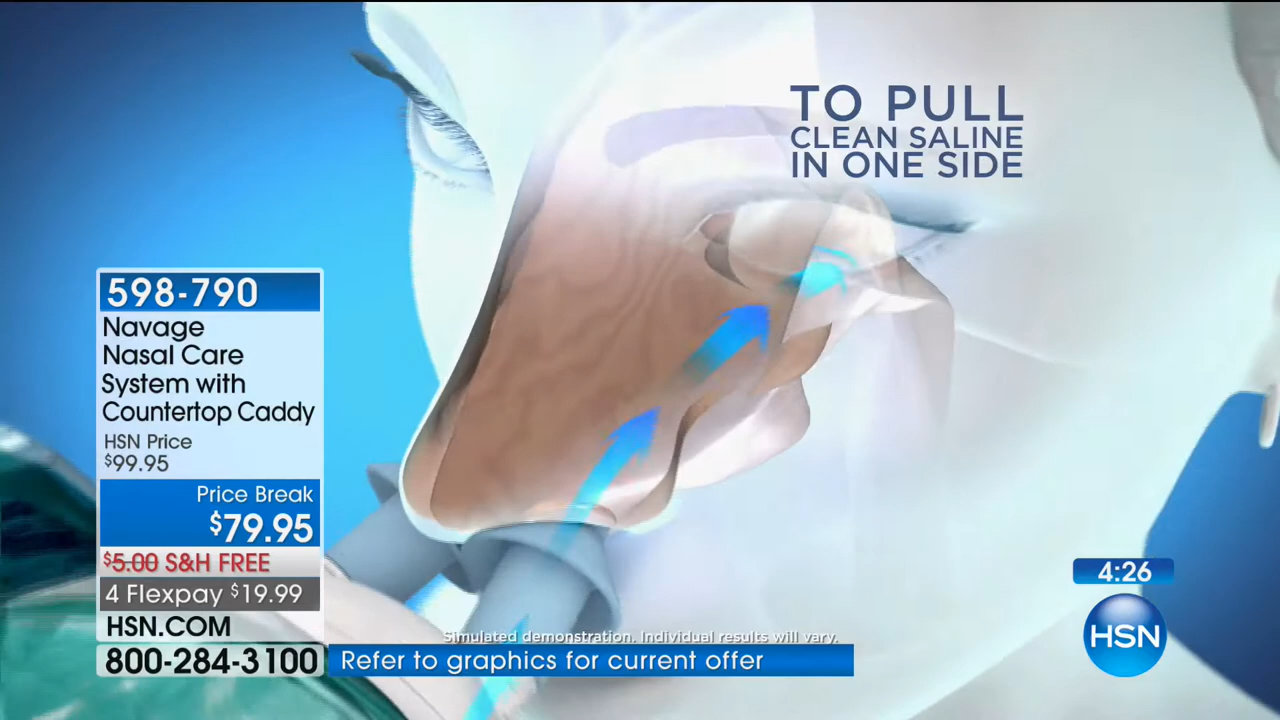 TO PULL
CLEAN SALINE
IN ONE SIDE
598-790
Navage
Nasal Care
System with
Countertop Caddy
HSN Price
$99.95
Price Break
$79.95
$5.00 S&H FREE
4 Flexpay $19.99
HSN.COM
800-284-3100
Simulated demonstration. Individual results will vary.
Refer to graphics for current offer
4:26
HSN